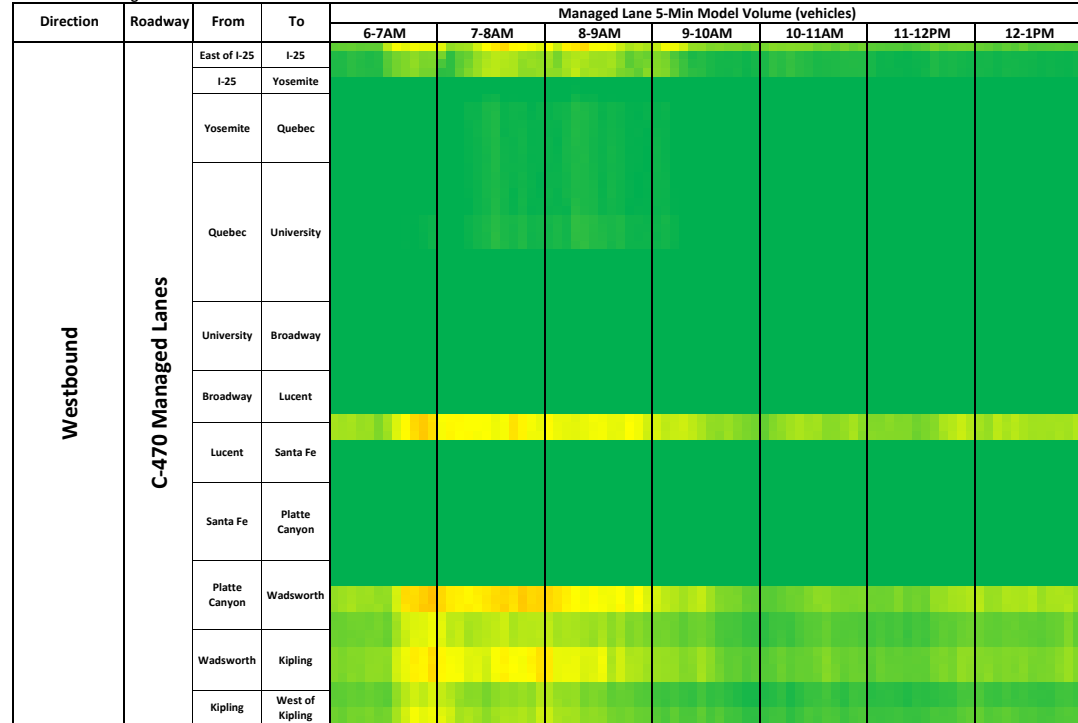 Direction Roadway From To Managed Lane 5-Min Model Volume (vehicles)
6-7AM 7-8AM 8-9AM 9-10AM 10-11AM 11-12PM 12-1PM
Westbound
C-470 Managed Lanes
East of I-25 I-25
I-25 Yosemite
Yosemite Quebec
Quebec University
University Broadway
Broadway Lucent
Lucent Santa Fe
Santa Fe Platte
Canyon
Platte
Canyon Wadsworth
Wadsworth Kipling
Kipling West of
Kipling